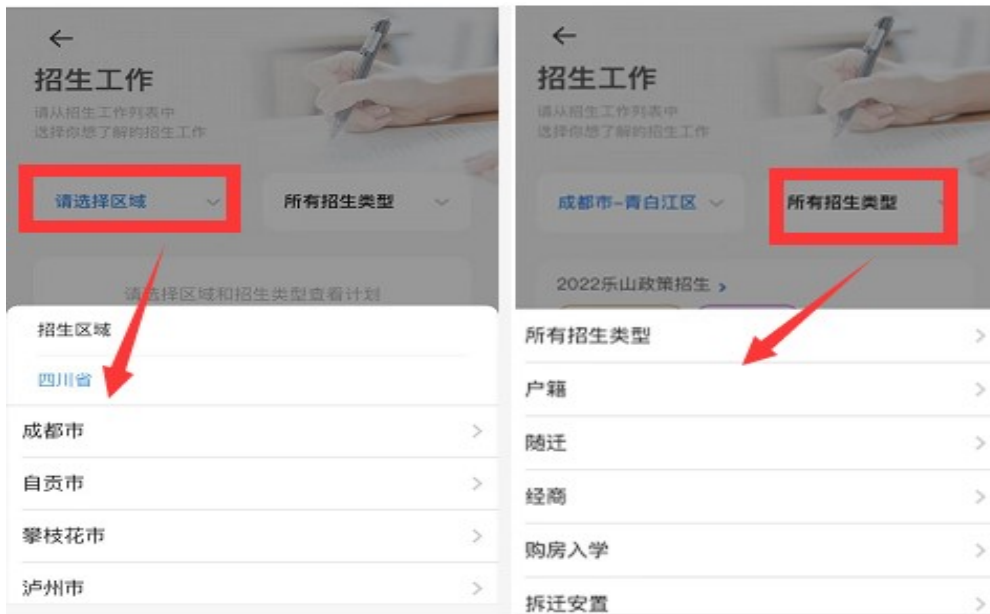 招生工作
请从招生工作列表中
选择你想了解的招生工作
请选择区域
所有招生类型
请选择区域和招生类型查看计划
招生区域
四川省
成都市
自贡市
攀枝花市
泸州市
招生工作
请从招生工作列表中
选择你想了解的招生工作
成都市-青白江区
所有招生类型
2022乐山政策招生
所有招生类型
户籍
随迁
经商
购房入学
拆迁安置